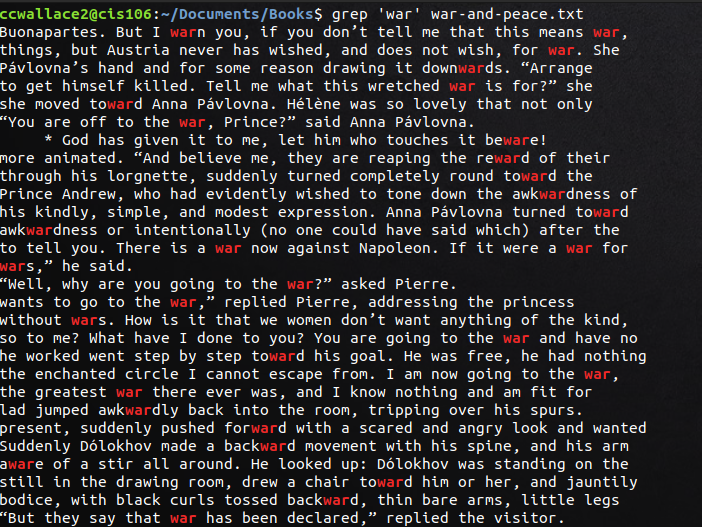 ccwallace2@cis106:~/Documents/Books$ grep 'war' war-and-peace.txt
Buonapartes. But I warn you, if you don’t tell me that this means war,
things, but Austria never has wished, and does not wish, for war. She
Pávlovna’s hand and for some reason drawing it downwards. “Arrange
to get himself killed. Tell me what this wretched war is for?” she
she moved toward Anna Pávlovna. Hélène was so lovely that not only
“You are off to the war, Prince?” said Anna Pávlovna.
* God has given it to me, let him who touches it beware!
more animated. “And believe me, they are reaping the reward of their
through his lorgnette, suddenly turned completely round toward the
Prince Andrew, who had evidently wished to tone down the awkwardness of
his kindly, simple, and modest expression. Anna Pávlovna turned toward
awkwardness or intentionally (no one could have said which) after the
to tell you. There is a war now against Napoleon. If it were a war for
wars,” he said.
“Well, why are you going to the war?” asked Pierre.
wants to go to the war,” replied Pierre, addressing the princess
without wars. How is it that we women don’t want anything of the kind,
so to me? What have I done to you? You are going to the war and have no
he worked went step by step toward his goal. He was free, he had nothing
the enchanted circle I cannot escape from. I am now going to the war,
the greatest war there ever was, and I know nothing and am fit for
lad jumped awkwardly back into the room, tripping over his spurs.
present, suddenly pushed forward with a scared and angry look and wanted
Suddenly Dólokhov made a backward movement with his spine, and his arm
aware of a stir all around. He looked up: Dólokhov was standing on the
still in the drawing room, drew a chair toward him or her, and jauntily
bodice, with black curls tossed backward, thin bare arms, little legs
“But they say that war has been declared,” replied the visitor.